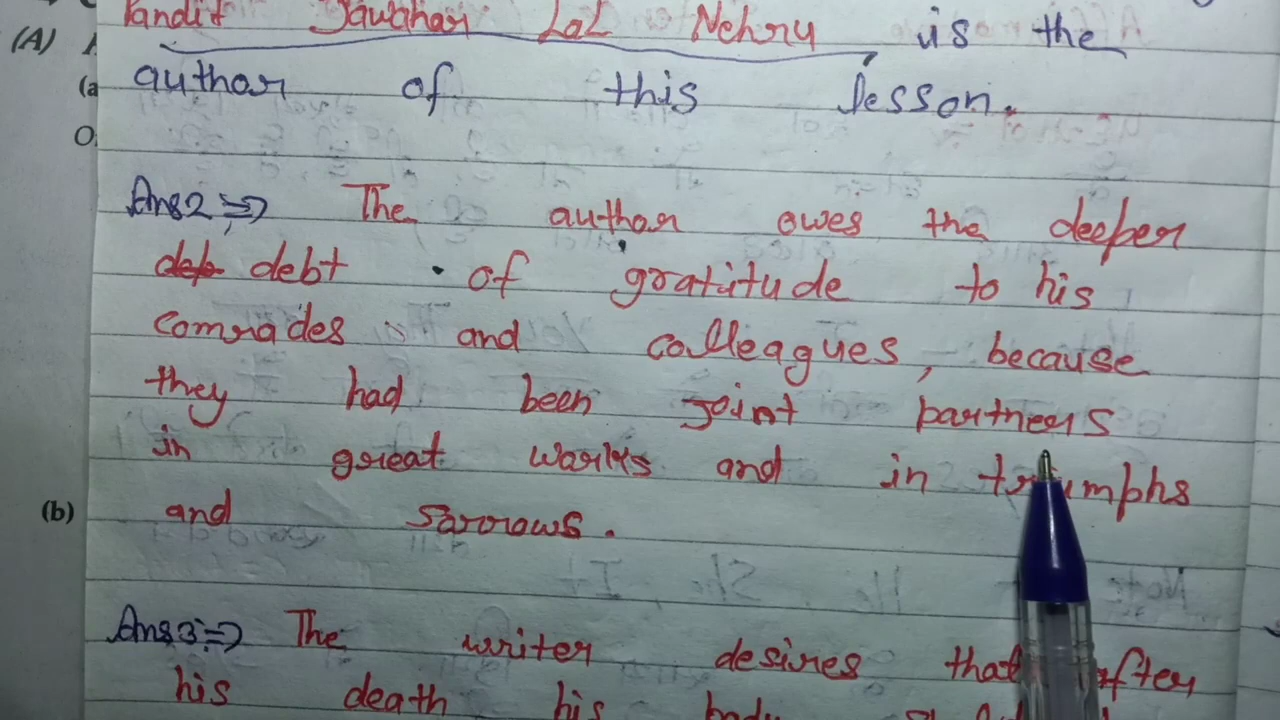 (A)
Pandit Jawahar Lal Nehru is the
(a
author of this lesson.
O
Ans2 ⇒ The author owes the deeper
debt of gratitude to his
comrades and colleagues, because
they had been joint partners
in great works and in triumphs
(b)
and sorrows.
Ans3 ⇒ The writer desires that after
his death his body